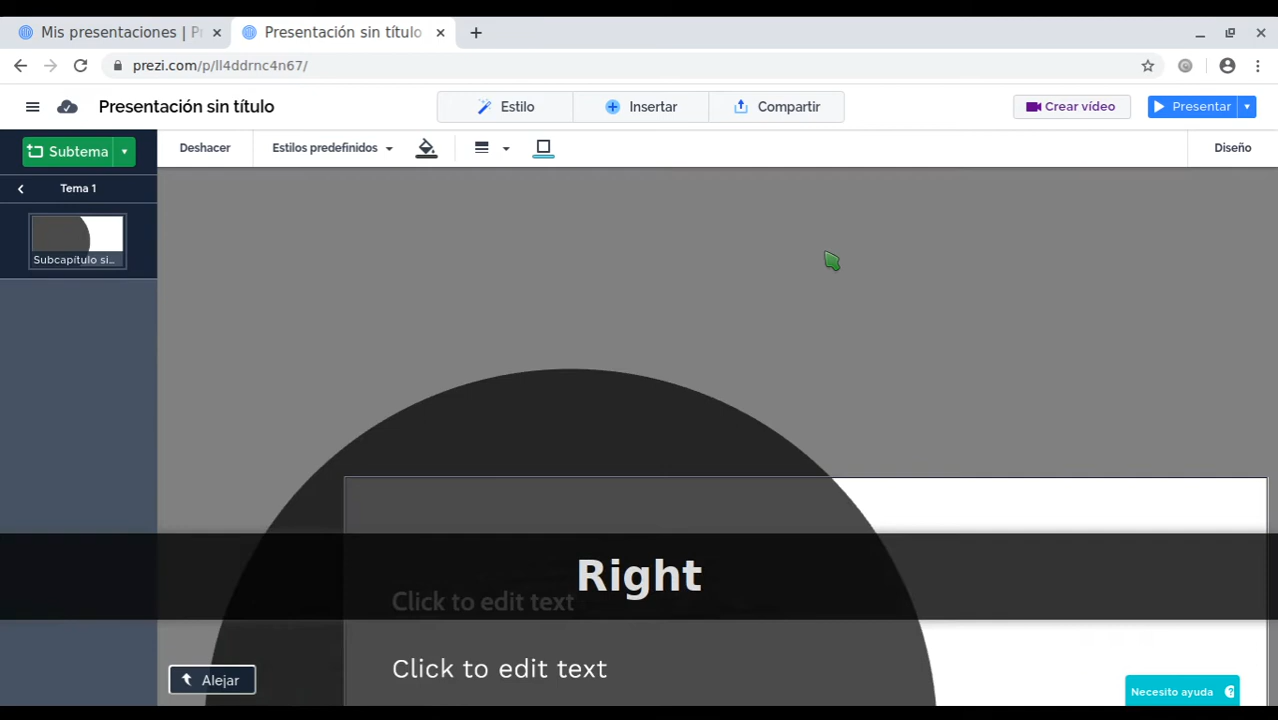 Mis presentaciones | P
Presentación sin título
prezi.com/p/ll4ddrnc4n67/
Presentación sin título
Estilo
Insertar
Compartir
Crear vídeo
Presentar
Subtema
Deshacer
Estilos predefinidos
Diseño
Tema 1
Subcapítulo si...
Right
Click to edit text
Click to edit text
Alejar
Necesito ayuda ?